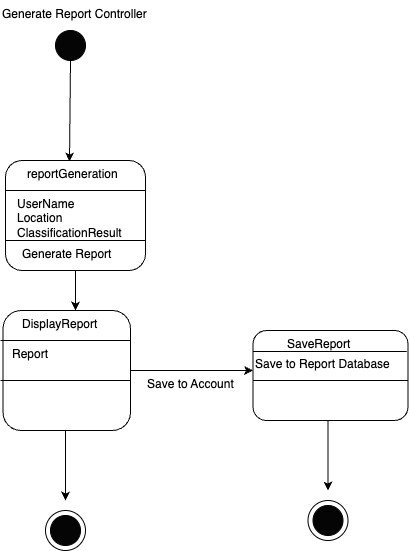 Generate Report Controller
reportGeneration
UserName
Location
ClassificationResult
Generate Report
DisplayReport
Report
Save to Account
SaveReport
Save to Report Database